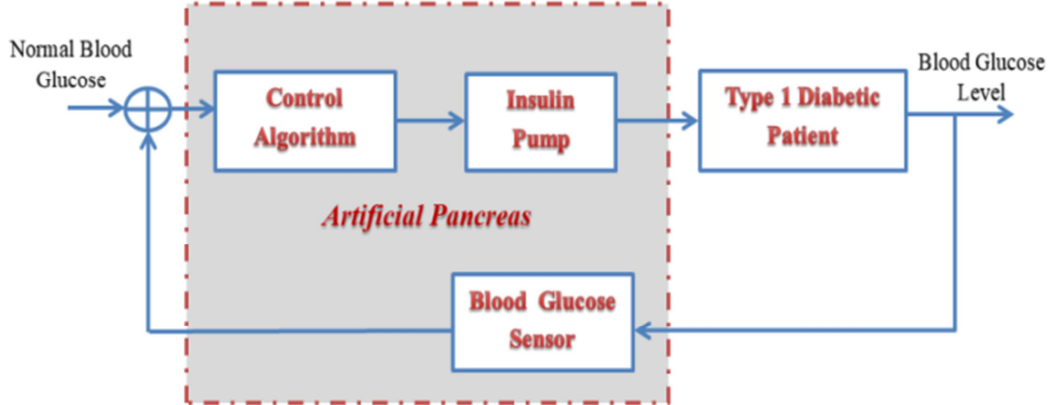 Normal Blood
Glucose
Control
Algorithm
Insulin
Pump
Type 1 Diabetic
Patient
Blood Glucose
Level
Artificial Pancreas
Blood Glucose
Sensor